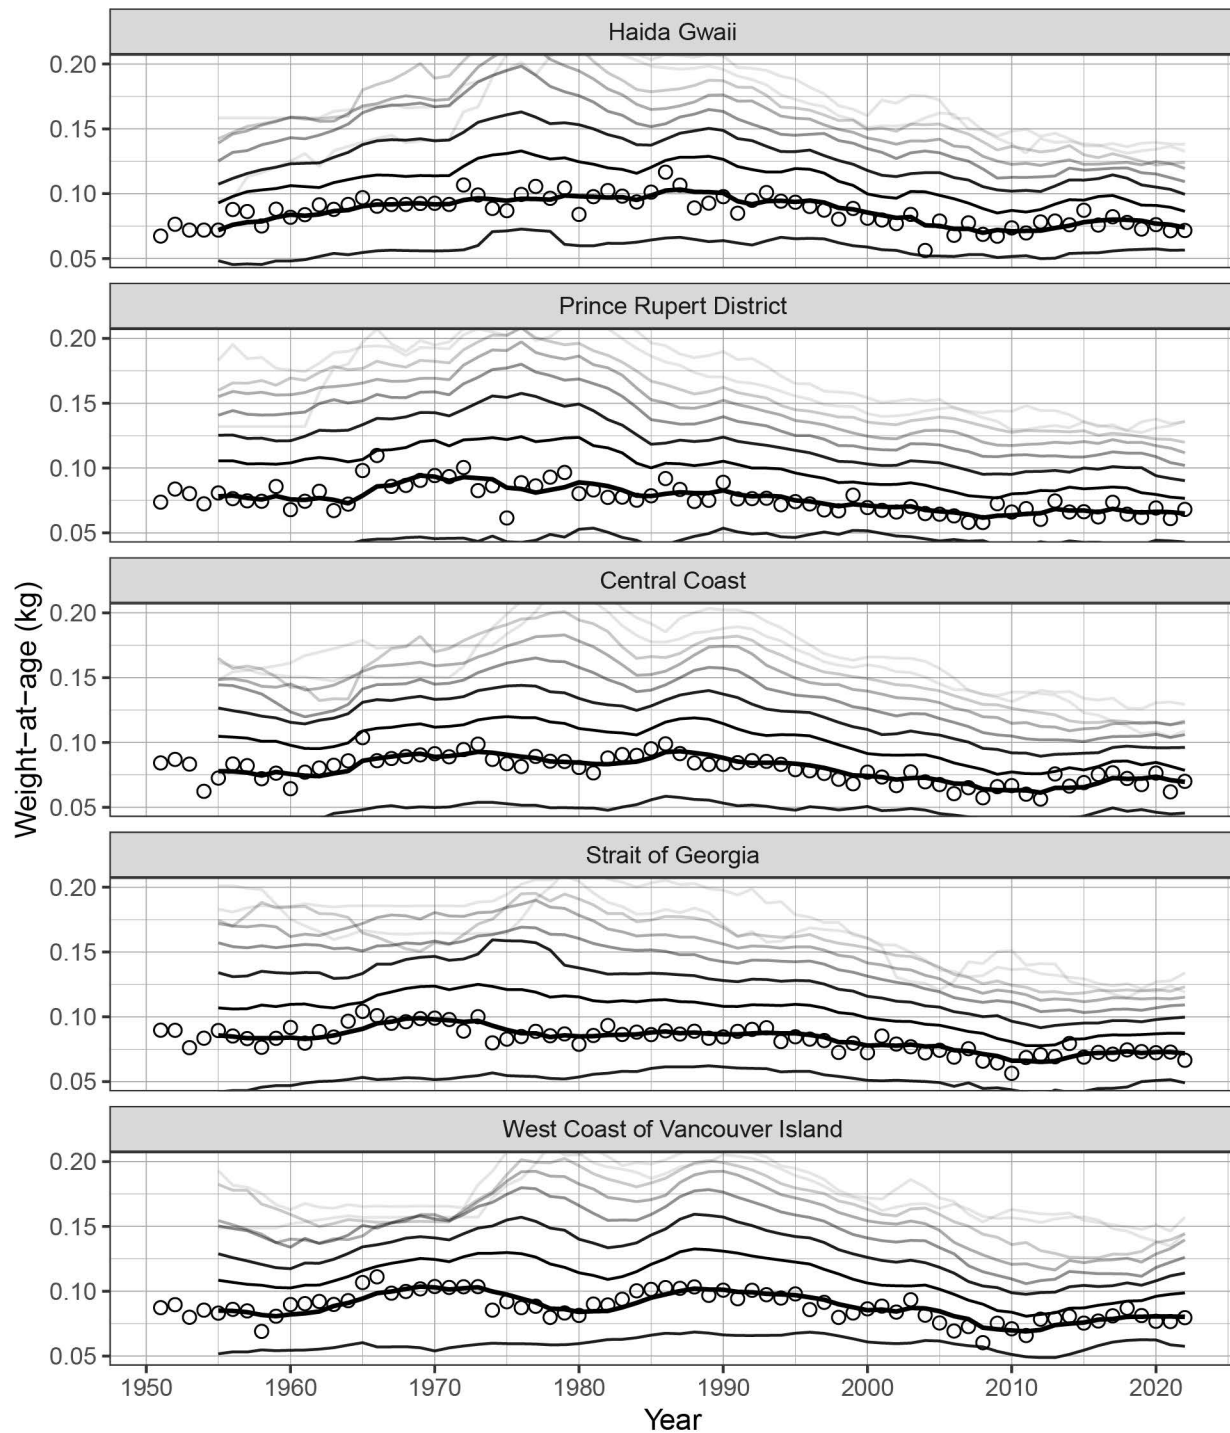 Haida Gwaii
0.20
0.15
0.10
0.05
Prince Rupert District
0.20
0.15
0.10
0.05
Central Coast
0.20
0.15
0.10
0.05
Weight−at−age (kg)
Strait of Georgia
0.20
0.15
0.10
0.05
West Coast of Vancouver Island
0.20
0.15
0.10
0.05
1950 1960 1970 1980 1990 2000 2010 2020
Year